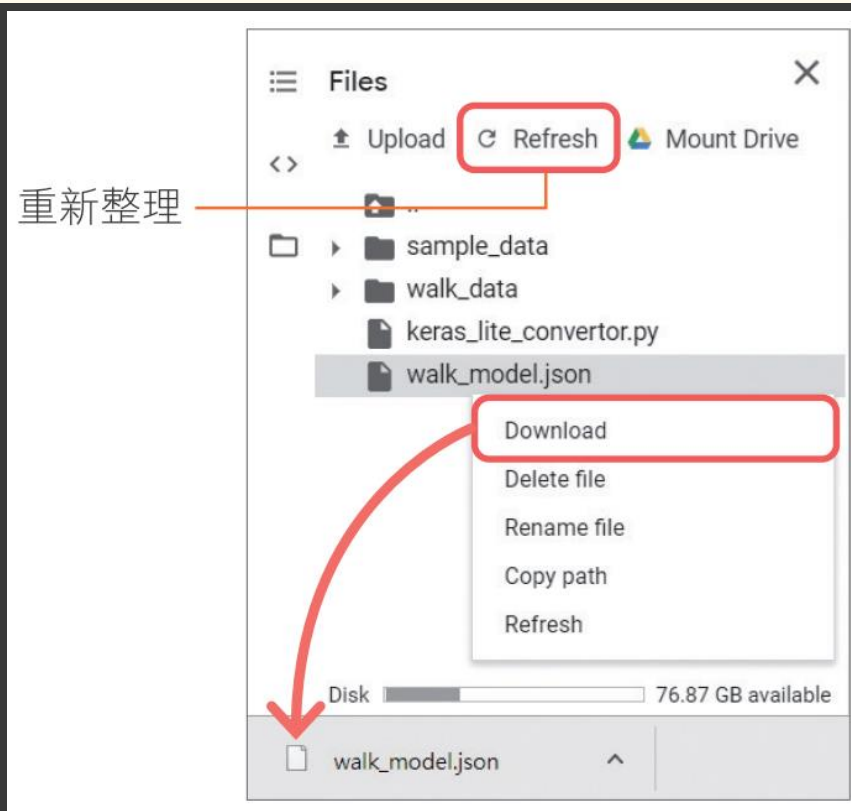 Files
Upload Refresh Mount Drive
重新整理
..
sample_data
walk_data
keras_lite_convertor.py
walk_model.json
Download
Delete file
Rename file
Copy path
Refresh
Disk 76.87 GB available
walk_model.json